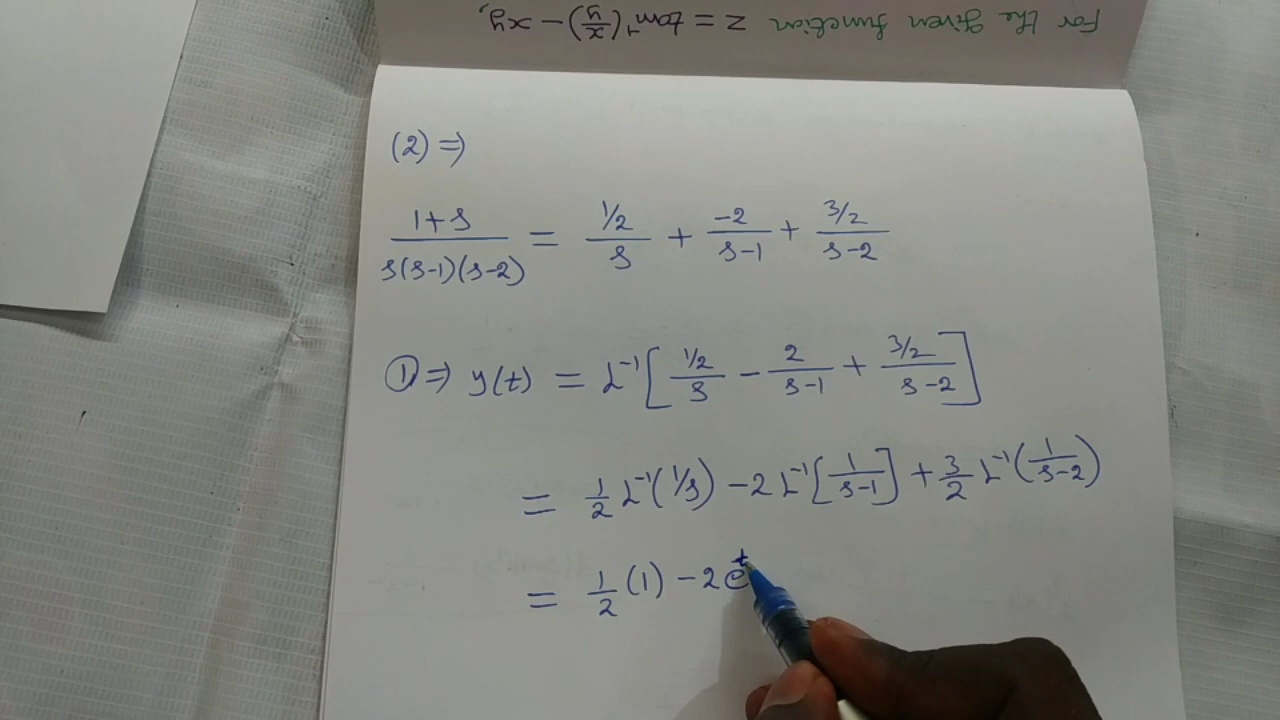 For the given function z = tan⁻¹(x/y) − xy,
(2) ⇒
1+s / s(s-1)(s-2) = 1/2 / s + -2 / s-1 + 3/2 / s-2
① ⇒ y(t) = L⁻¹[ 1/2 / s − 2 / s-1 + 3/2 / s-2 ]
= 1/2 L⁻¹(1/s) − 2 L⁻¹[ 1 / s-1 ] + 3/2 L⁻¹( 1 / s-2 )
= 1/2 (1) − 2 eᵗ